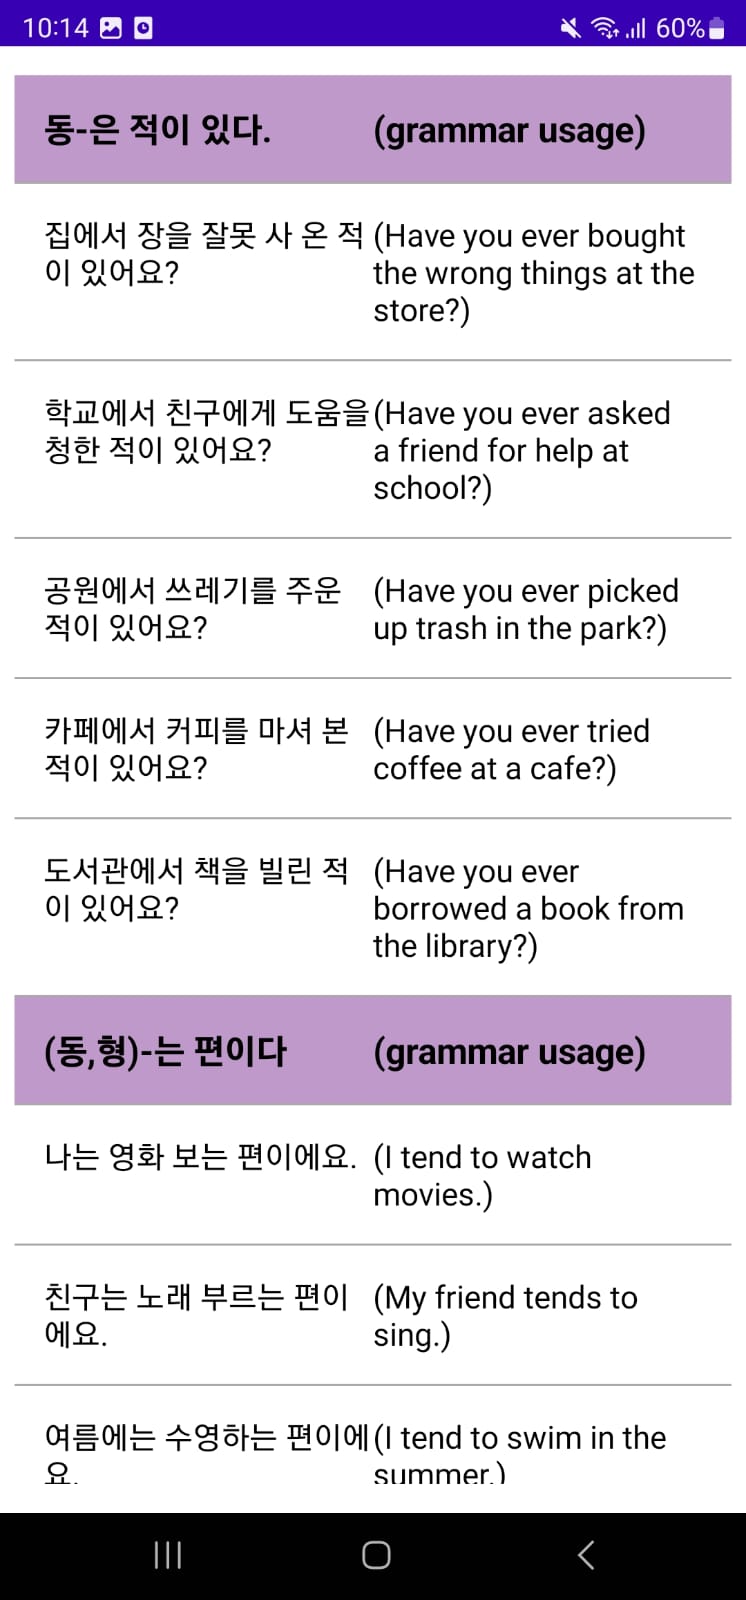 10:14
60%
동-은 적이 있다.
(grammar usage)
집에서 장을 잘못 사 온 적
이 있어요?
(Have you ever bought
the wrong things at the
store?)
학교에서 친구에게 도움을
청한 적이 있어요?
(Have you ever asked
a friend for help at
school?)
공원에서 쓰레기를 주운
적이 있어요?
(Have you ever picked
up trash in the park?)
카페에서 커피를 마셔 본
적이 있어요?
(Have you ever tried
coffee at a cafe?)
도서관에서 책을 빌린 적
이 있어요?
(Have you ever
borrowed a book from
the library?)
(동,형)-는 편이다
(grammar usage)
나는 영화 보는 편이에요.
(I tend to watch
movies.)
친구는 노래 부르는 편이
에요.
(My friend tends to
sing.)
여름에는 수영하는 편이에
요.
(I tend to swim in the
summer.)